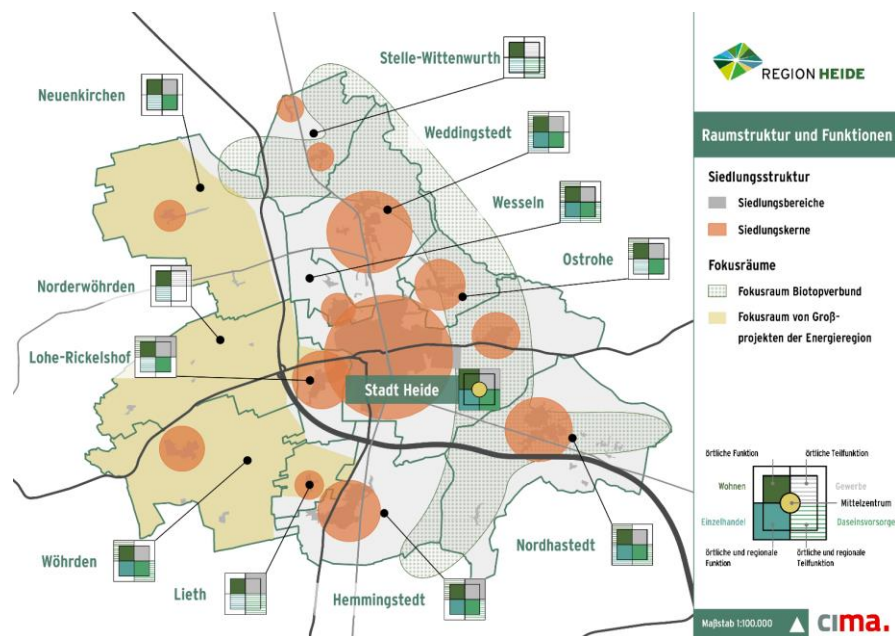 Stelle-Wittenwurth
Neuenkirchen
Weddingstedt
Wesseln
Ostrohe
Norderwöhrden
Lohe-Rickelshof
Stadt Heide
Wöhrden
Lieth
Hemmingstedt
Nordhastedt
REGION HEIDE
Raumstruktur und Funktionen
Siedlungsstruktur
Siedlungsbereiche
Siedlungskerne
Fokusräume
Fokusraum Biotopverbund
Fokusraum von Groß-
projekten der Energieregion
örtliche Funktion
örtliche Teilfunktion
Wohnen
Gewerbe
Mittelzentrum
Einzelhandel
Daseinsvorsorge
örtliche und regionale
Funktion
örtliche und regionale
Teilfunktion
Maßstab 1:100.000
cima.